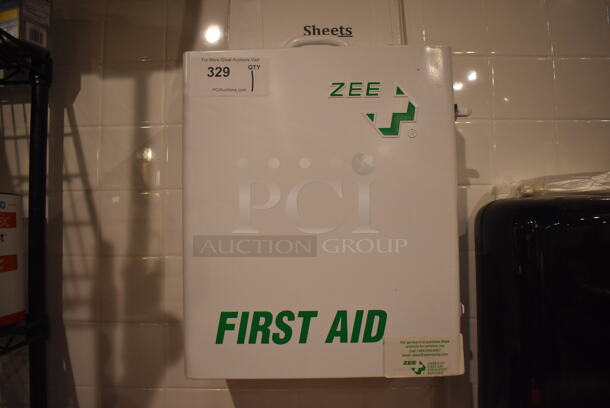 Sheets
For More Great Auctions Visit
329
QTY
1
PCIAuctions.com
ZEE
®
PCI
AUCTION GROUP
FIRST AID
ZEE